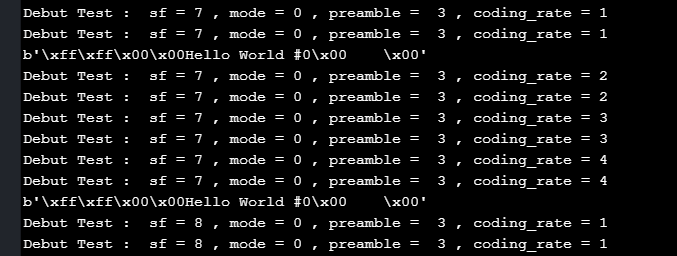 Debut Test :  sf = 7 , mode = 0 , preamble =  3 , coding_rate = 1
Debut Test :  sf = 7 , mode = 0 , preamble =  3 , coding_rate = 1
b'\xff\xff\x00\x00Hello World #0\x00    \x00'
Debut Test :  sf = 7 , mode = 0 , preamble =  3 , coding_rate = 2
Debut Test :  sf = 7 , mode = 0 , preamble =  3 , coding_rate = 2
Debut Test :  sf = 7 , mode = 0 , preamble =  3 , coding_rate = 3
Debut Test :  sf = 7 , mode = 0 , preamble =  3 , coding_rate = 3
Debut Test :  sf = 7 , mode = 0 , preamble =  3 , coding_rate = 4
Debut Test :  sf = 7 , mode = 0 , preamble =  3 , coding_rate = 4
b'\xff\xff\x00\x00Hello World #0\x00    \x00'
Debut Test :  sf = 8 , mode = 0 , preamble =  3 , coding_rate = 1
Debut Test :  sf = 8 , mode = 0 , preamble =  3 , coding_rate = 1